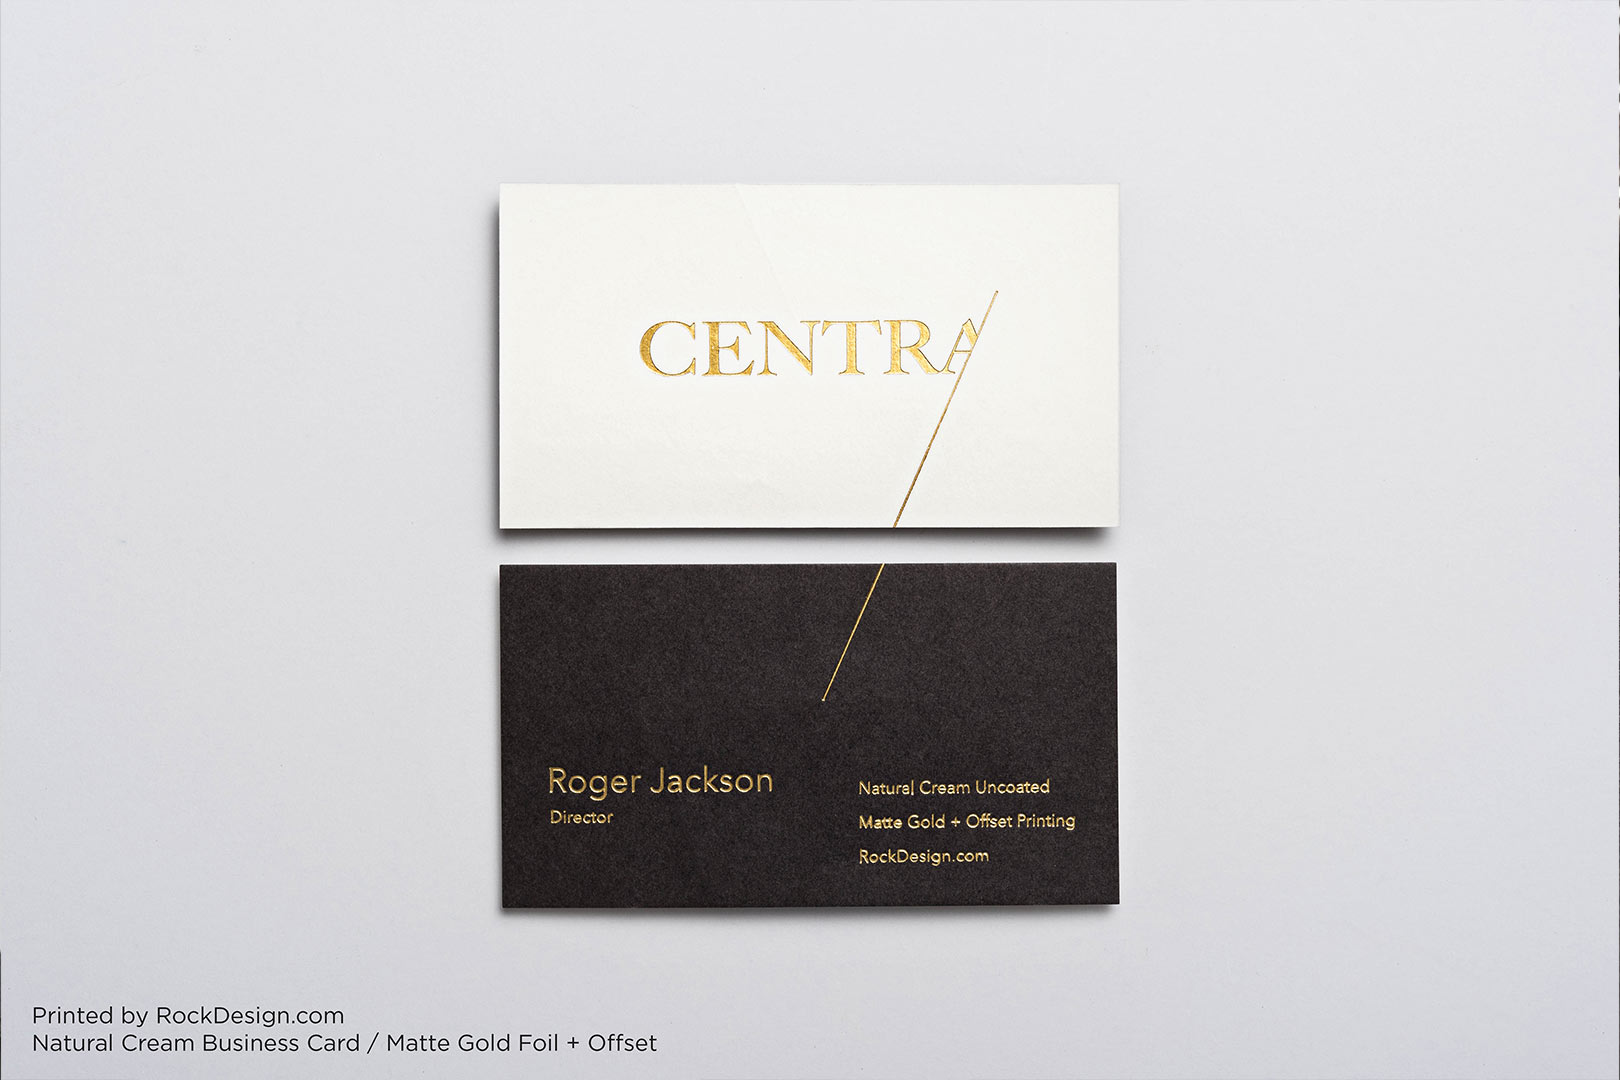 CENTRA
Roger Jackson
Director
Natural Cream Uncoated
Matte Gold + Offset Printing
RockDesign.com
Printed by RockDesign.com
Natural Cream Business Card / Matte Gold Foil + Offset